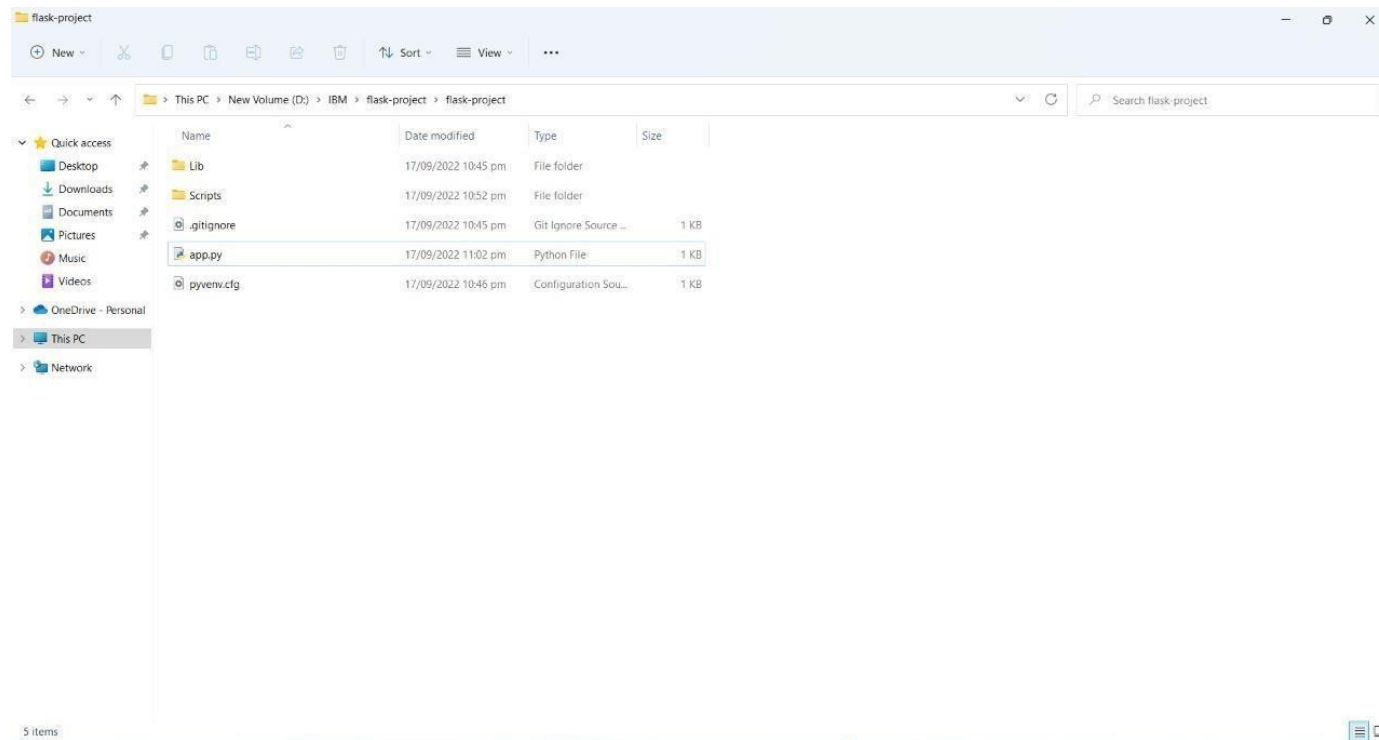 flask-project
New Sort View
This PC > New Volume (D:) > IBM > flask-project > flask-project Search flask-project
Quick access Name Date modified Type Size
Desktop Lib 17/09/2022 10:45 pm File folder
Downloads Scripts 17/09/2022 10:52 pm File folder
Documents
Pictures .gitignore 17/09/2022 10:45 pm Git Ignore Source ... 1 KB
Music app.py 17/09/2022 11:02 pm Python File 1 KB
Videos pyvenv.cfg 17/09/2022 10:46 pm Configuration Sou... 1 KB
OneDrive - Personal
This PC
Network
5 items